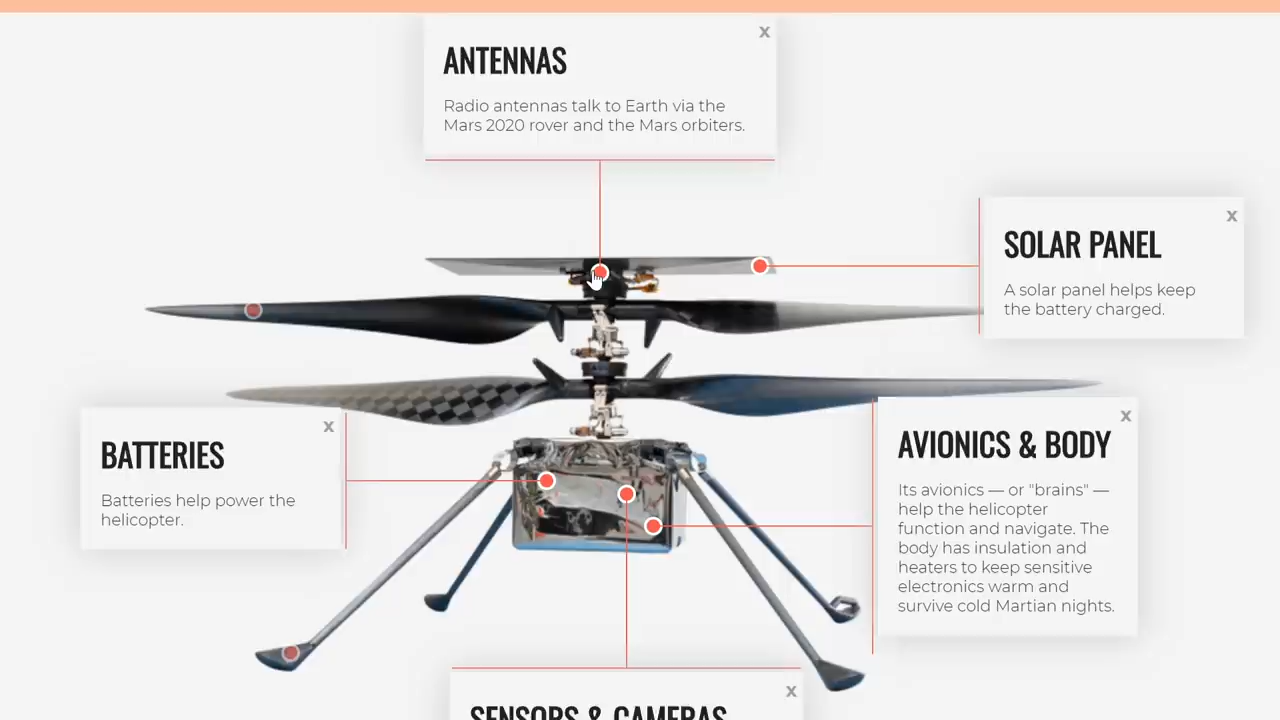 x
ANTENNAS
Radio antennas talk to Earth via the
Mars 2020 rover and the Mars orbiters.
x
SOLAR PANEL
A solar panel helps keep
the battery charged.
x
BATTERIES
Batteries help power the
helicopter.
x
AVIONICS & BODY
Its avionics — or "brains" —
help the helicopter
function and navigate. The
body has insulation and
heaters to keep sensitive
electronics warm and
survive cold Martian nights.
x
SENSORS & CAMERAS